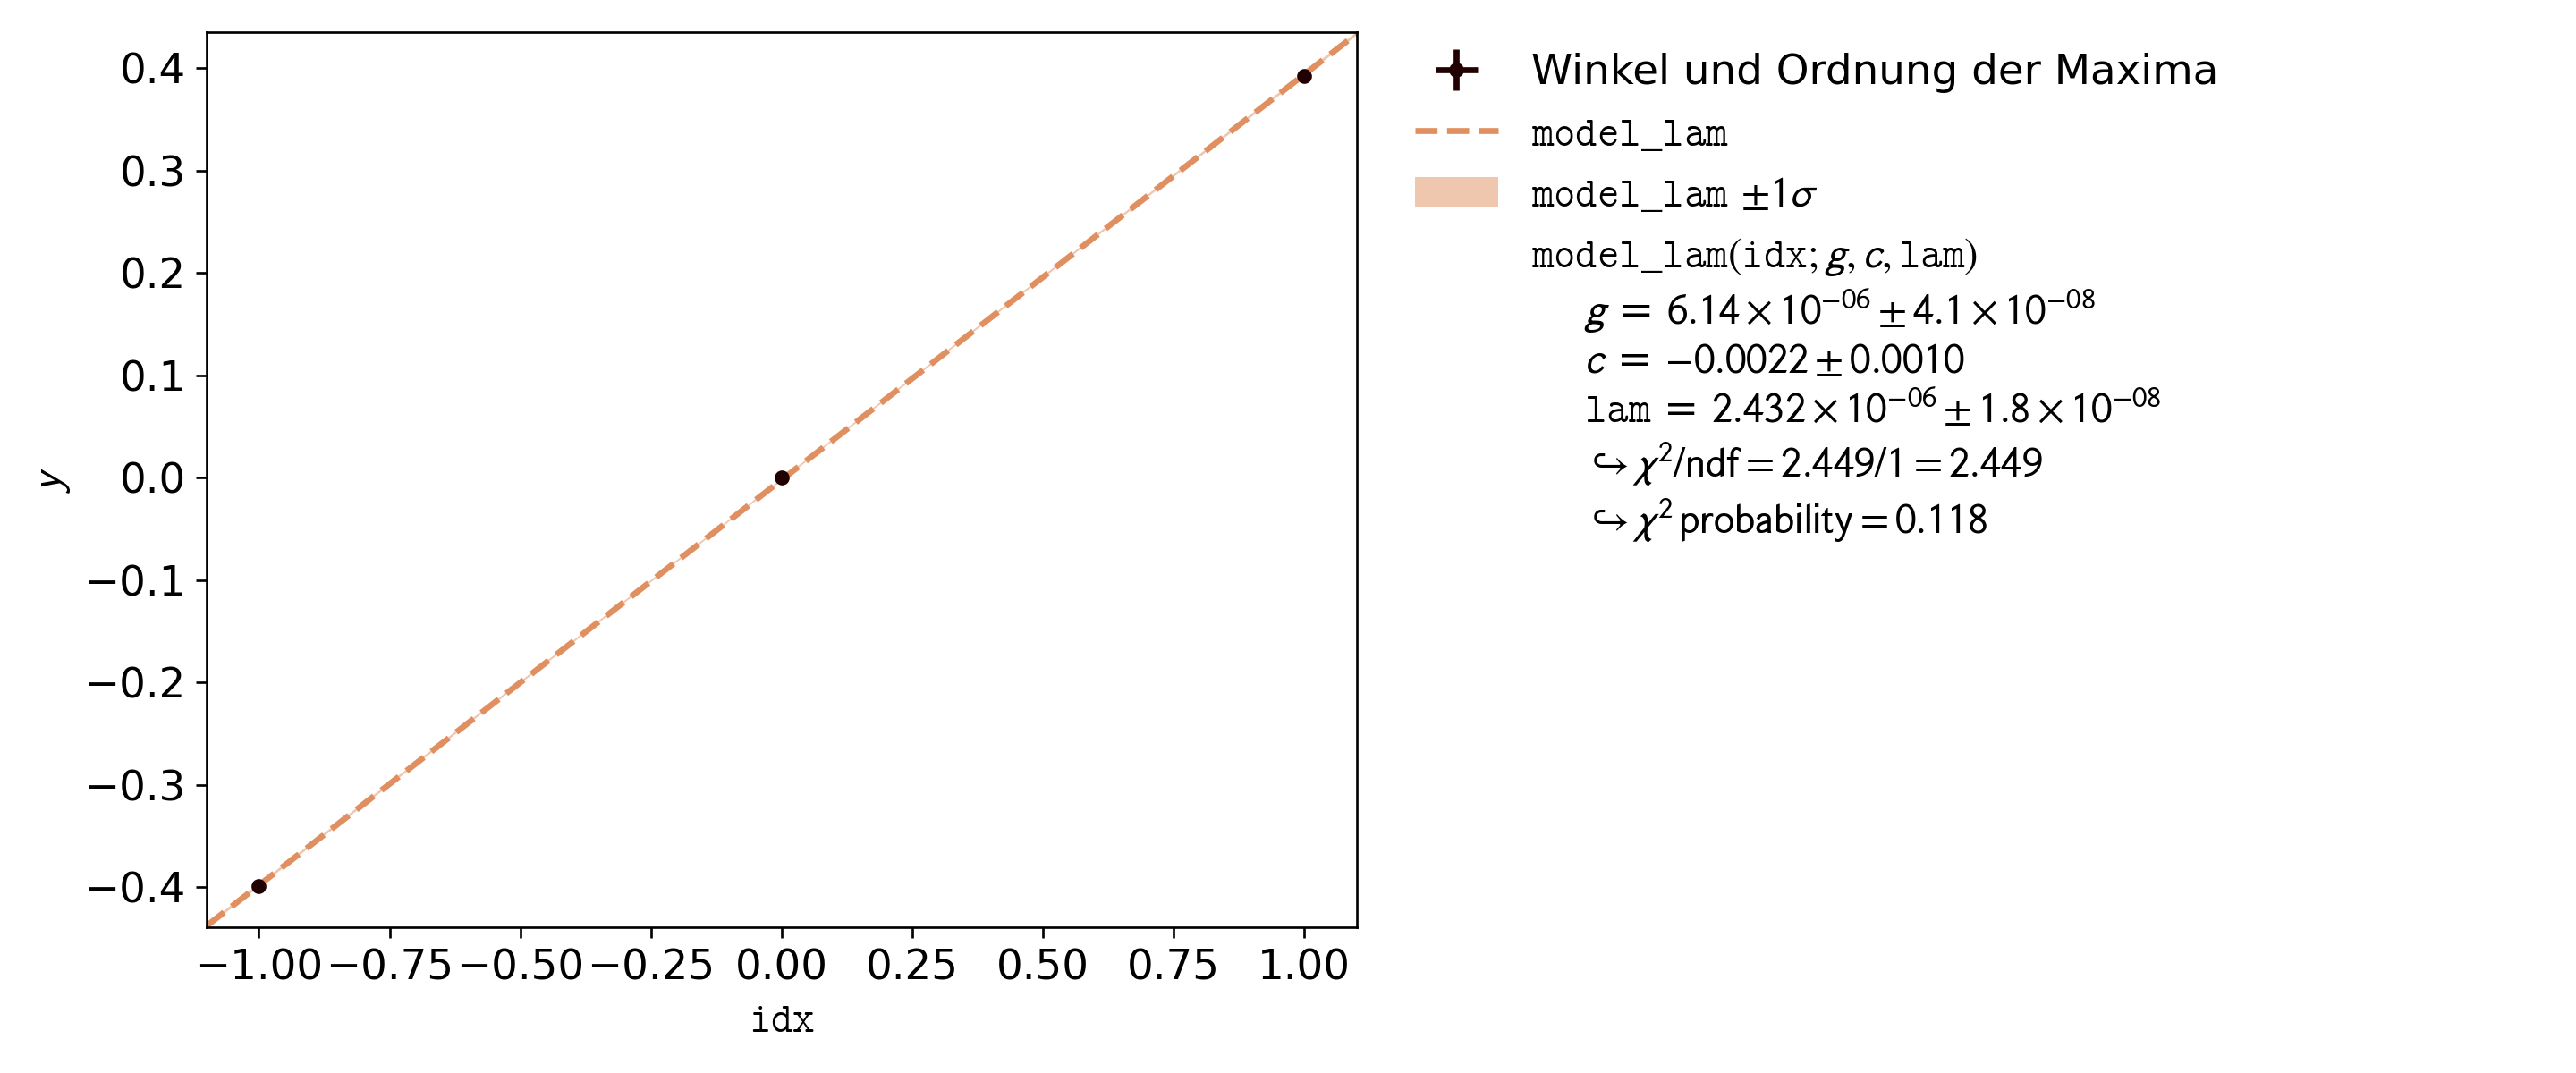 0.4
0.3
0.2
0.1
0.0
−0.1
−0.2
−0.3
−0.4
y
−1.00 −0.75 −0.50 −0.25 0.00 0.25 0.50 0.75 1.00
idx
Winkel und Ordnung der Maxima
model_lam
model_lam ±1σ
model_lam(idx; g, c, lam)
g = 6.14 × 10⁻⁰⁶ ± 4.1 × 10⁻⁰⁸
c = −0.0022 ± 0.0010
lam = 2.432 × 10⁻⁰⁶ ± 1.8 × 10⁻⁰⁸
↪ χ²/ndf = 2.449/1 = 2.449
↪ χ² probability = 0.118